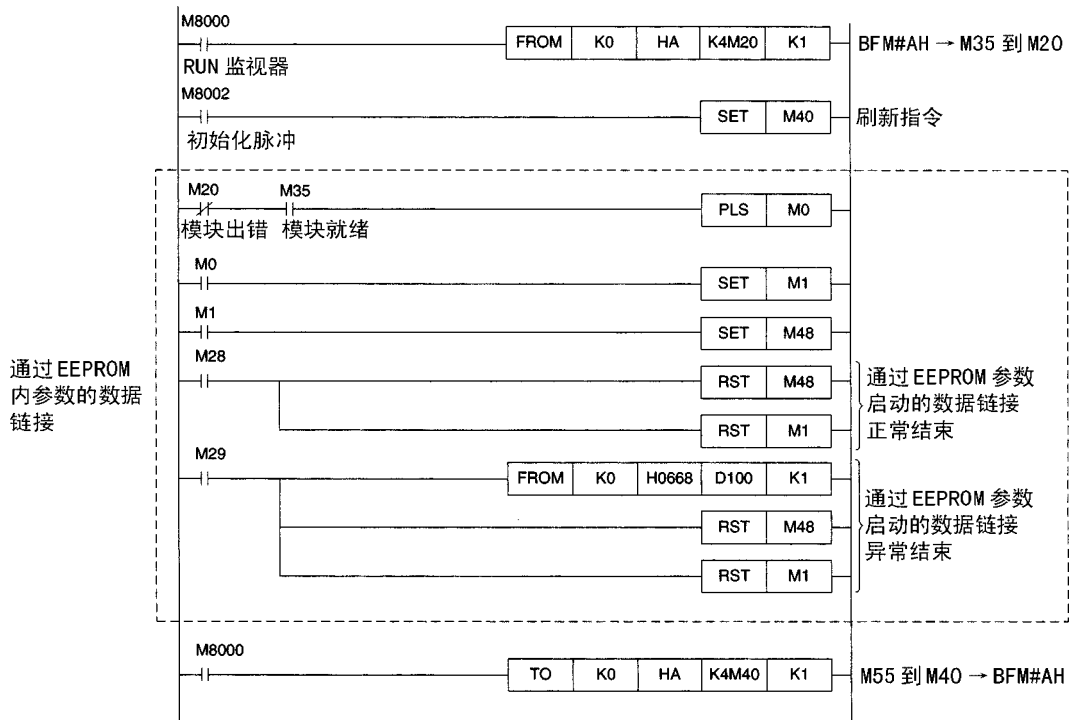 M8000
FROM K0 HA K4M20 K1
BFM#AH → M35 到 M20
RUN 监视器
M8002
SET M40
刷新指令
初始化脉冲
M20 M35
PLS M0
模块出错 模块就绪
M0
SET M1
M1
SET M48
M28
RST M48
RST M1
通过 EEPROM 参数
启动的数据链接
正常结束
通过 EEPROM
内参数的数据
链接
M29
FROM K0 H0668 D100 K1
RST M48
RST M1
通过 EEPROM 参数
启动的数据链接
异常结束
M8000
TO K0 HA K4M40 K1
M55 到 M40 → BFM#AH